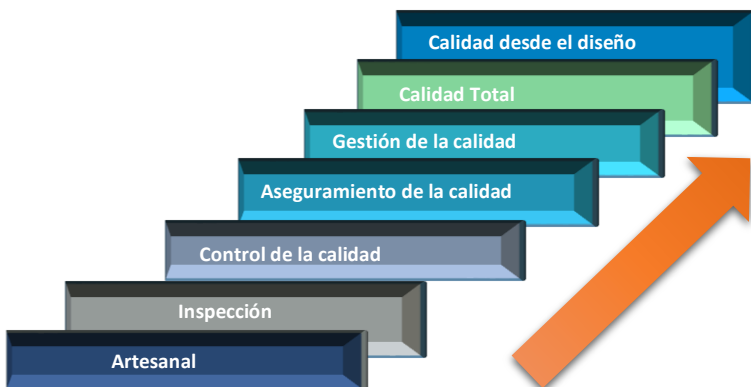 Calidad desde el diseño
Calidad Total
Gestión de la calidad
Aseguramiento de la calidad
Control de la calidad
Inspección
Artesanal